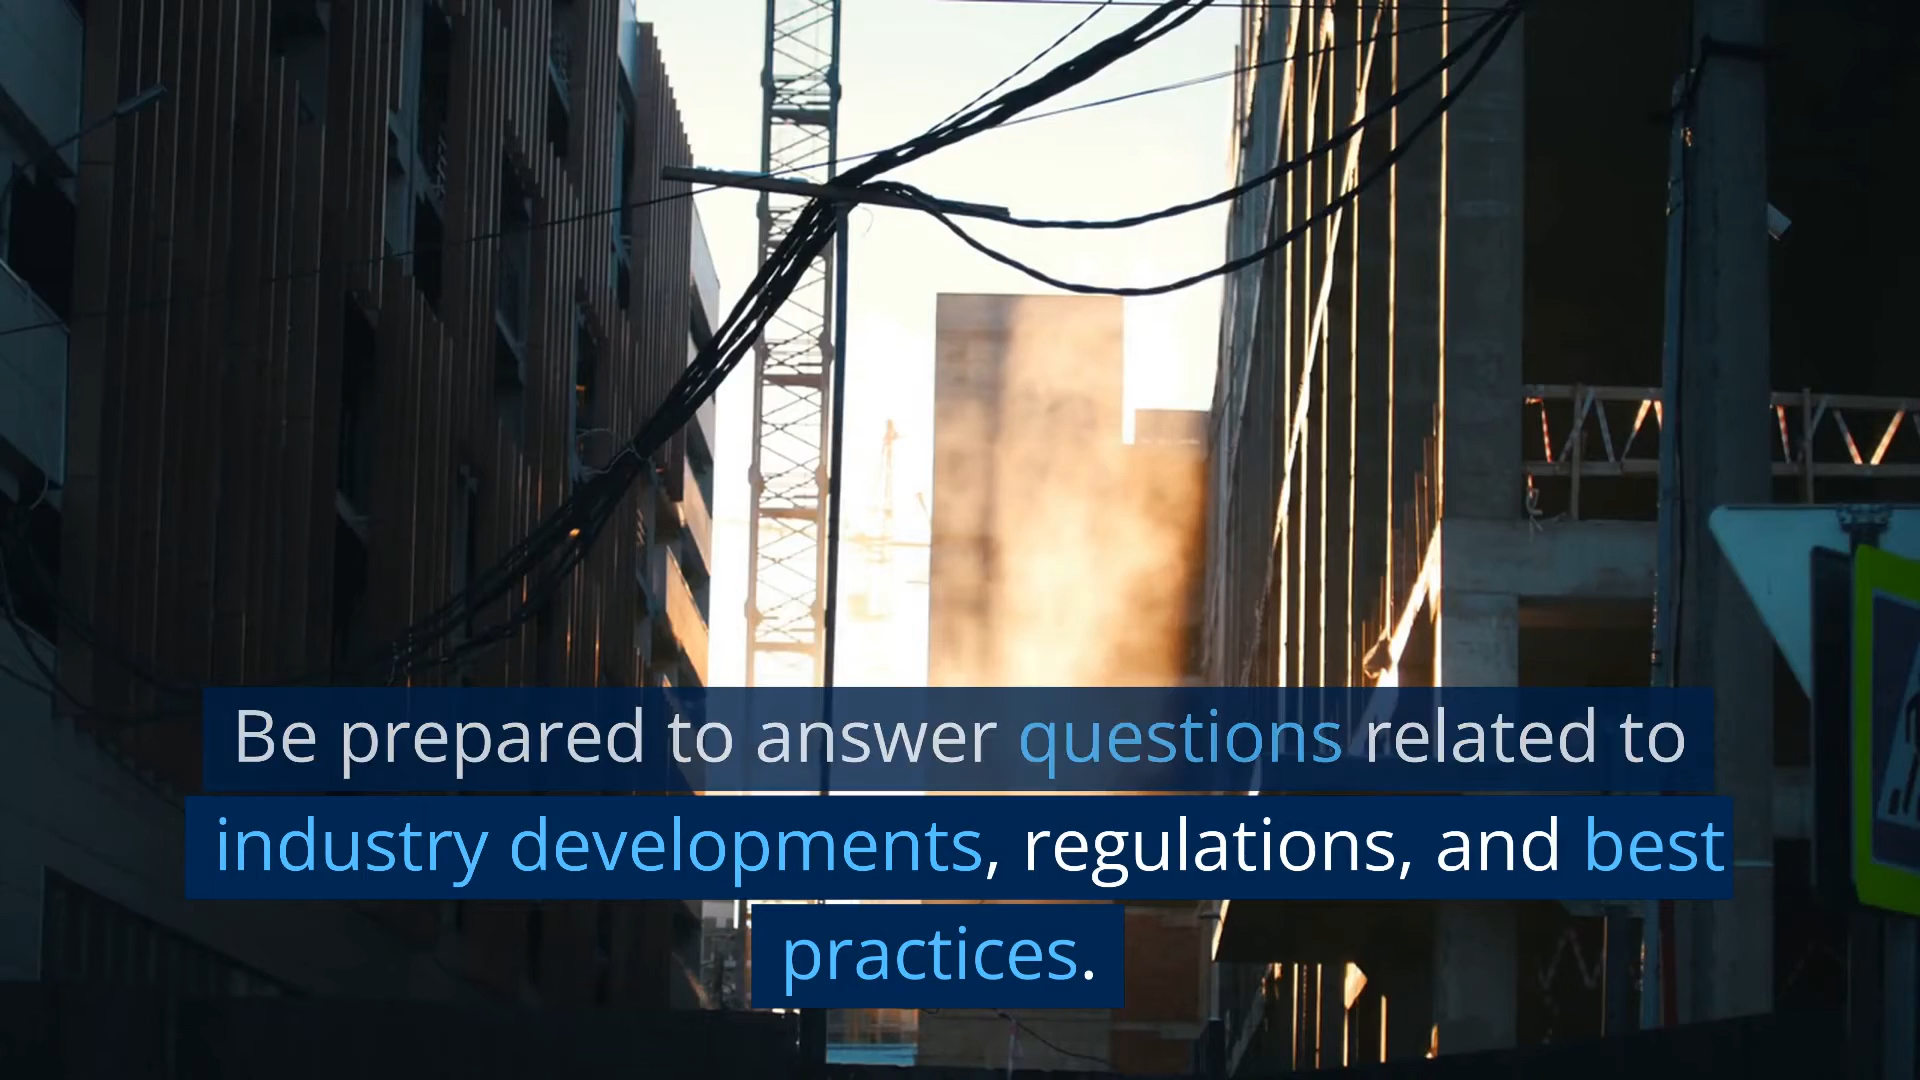 Be prepared to answer questions related to
industry developments, regulations, and best
practices.